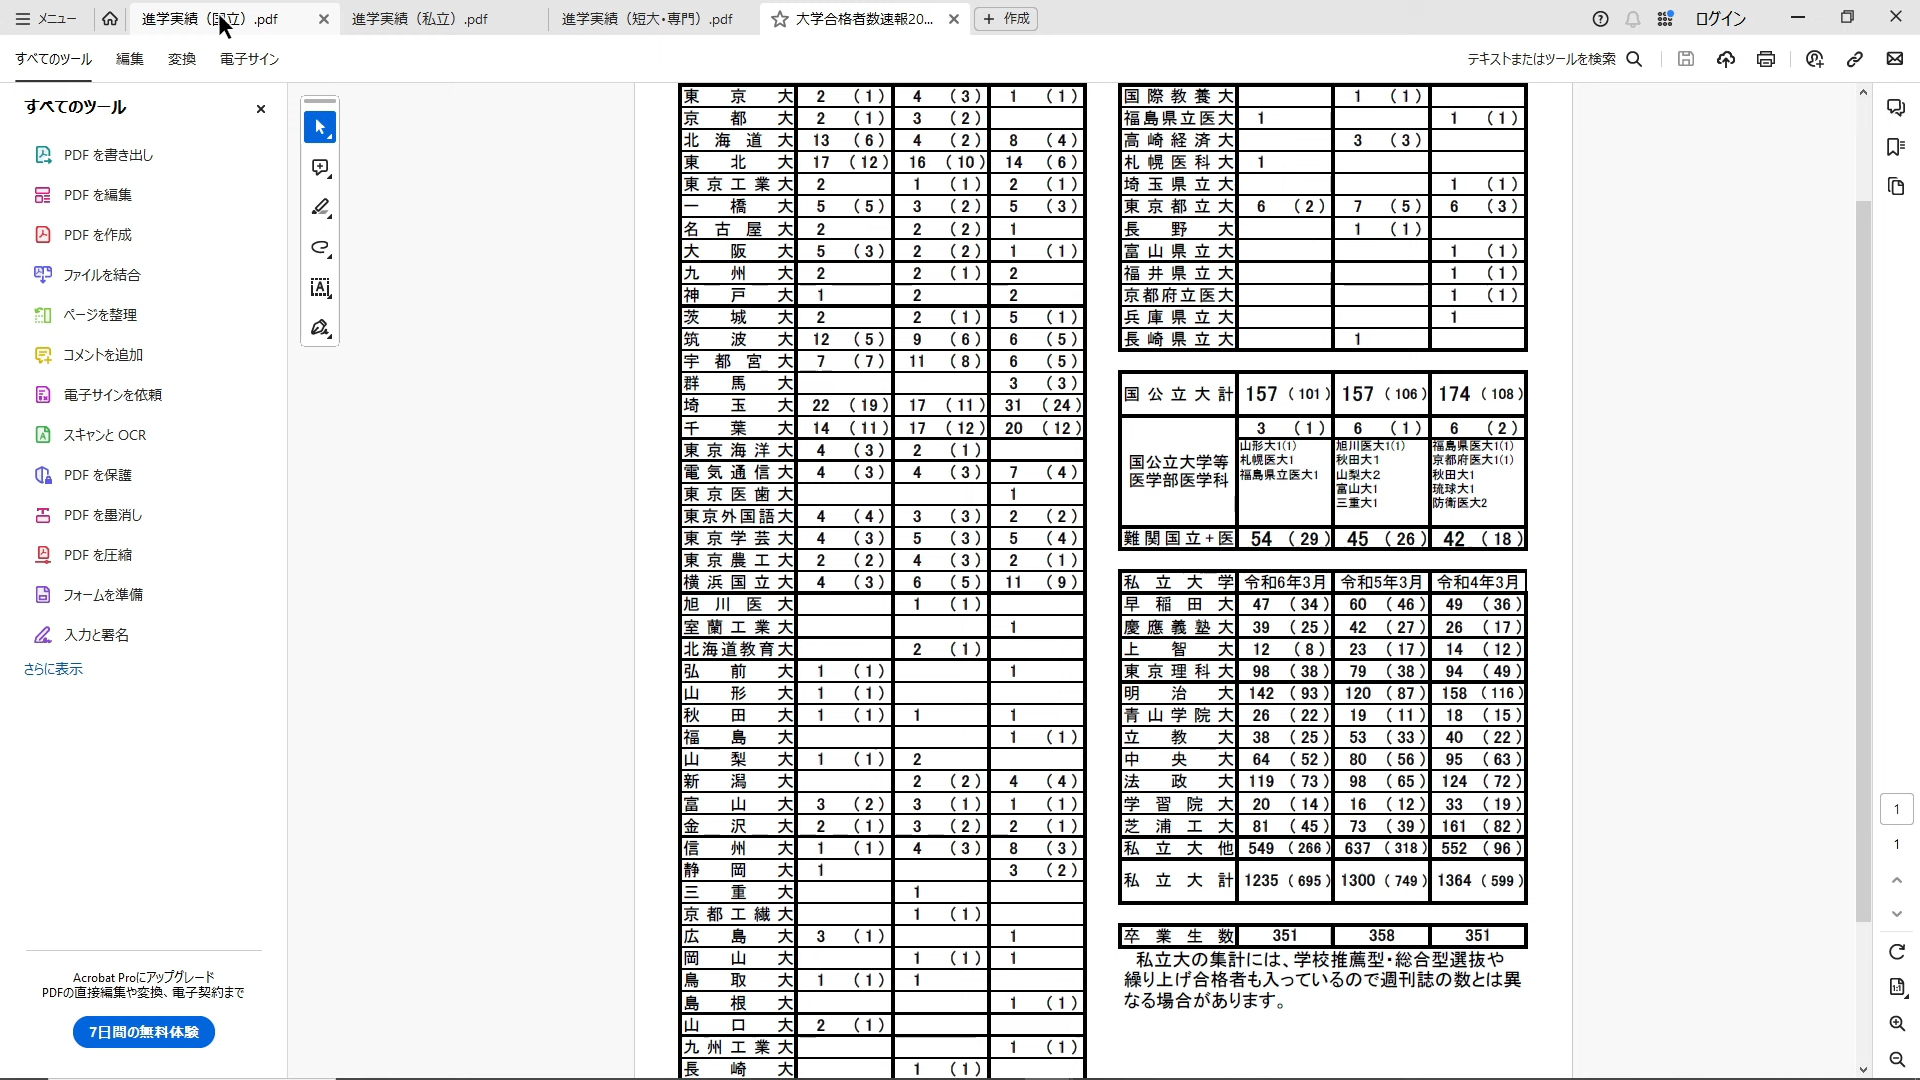 メニュー
進学実績（国立）.pdf
進学実績（私立）.pdf
進学実績（短大・専門）.pdf
大学合格者数速報20...
作成
ログイン
すべてのツール 編集 変換 電子サイン
テキストまたはツールを検索
すべてのツール
PDF を書き出し
PDF を編集
PDF を作成
ファイルを結合
ページを整理
コメントを追加
電子サインを依頼
スキャンと OCR
PDF を保護
PDF を墨消し
PDF を圧縮
フォームを準備
入力と署名
さらに表示
Acrobat Proにアップグレード
PDFの直接編集や変換、電子契約まで
7日間の無料体験
東京大 2 (1) 4 (3) 1 (1)
京都大 2 (1) 3 (2)
北海道大 13 (6) 4 (2) 8 (4)
東北大 17 (12) 16 (10) 14 (6)
東京工業大 2 1 (1) 2 (1)
一橋大 5 (5) 3 (2) 5 (3)
名古屋大 2 2 (2) 1
大阪大 5 (3) 2 (2) 1 (1)
九州大 2 2 (1) 2
神戸大 1 2 2
茨城大 2 2 (1) 5 (1)
筑波大 12 (5) 9 (6) 6 (5)
宇都宮大 7 (7) 11 (8) 6 (5)
群馬大 3 (3)
埼玉大 22 (19) 17 (11) 31 (24)
千葉大 14 (11) 17 (12) 20 (12)
東京海洋大 4 (3) 2 (1)
電気通信大 4 (3) 4 (3) 7 (4)
東京医歯大 1
東京外国語大 4 (4) 3 (3) 2 (2)
東京学芸大 4 (3) 5 (3) 5 (4)
東京農工大 2 (2) 4 (3) 2 (1)
横浜国立大 4 (3) 6 (5) 11 (9)
旭川医大 1 (1)
室蘭工業大 1
北海道教育大 2 (1)
弘前大 1 (1) 1
山形大 1 (1)
秋田大 1 (1) 1 1
福島大 1 (1)
山梨大 1 (1) 2
新潟大 2 (2) 4 (4)
富山大 3 (2) 3 (1) 1 (1)
金沢大 2 (1) 3 (2) 2 (1)
信州大 1 (1) 4 (3) 8 (3)
静岡大 1 3 (2)
三重大 1
京都工繊大 1 (1)
広島大 3 (1) 1
岡山大 1 (1) 1
鳥取大 1 (1) 1
島根大 1 (1)
山口大 2 (1)
九州工業大 1 (1)
長崎大 1 (1)
国際教養大 1 (1)
福島県立医大 1 1 (1)
高崎経済大 3 (3)
札幌医科大 1
埼玉県立大 1 (1)
東京都立大 6 (2) 7 (5) 6 (3)
長野大 1 (1)
富山県立大 1 (1)
福井県立大 1 (1)
京都府立医大 1 (1)
兵庫県立大 1
長崎県立大 1
国公立大計 157 (101) 157 (106) 174 (108)
国公立大学等医学部医学科 3 (1) 6 (1) 6 (2)
山形大1(1) 旭川医大1(1) 福島県医大1(1)
札幌医大1 秋田大1 京都府医大1(1)
福島県立医大1 山梨大2 秋田大1
富山大1 琉球大1
三重大1 防衛医大2
難関国立+医 54 (29) 45 (26) 42 (18)
私立大学 令和6年3月 令和5年3月 令和4年3月
早稲田大 47 (34) 60 (46) 49 (36)
慶應義塾大 39 (25) 42 (27) 26 (17)
上智大 12 (8) 23 (17) 14 (12)
東京理科大 98 (38) 79 (38) 94 (49)
明治大 142 (93) 120 (87) 158 (116)
青山学院大 26 (22) 19 (11) 18 (15)
立教大 38 (25) 53 (33) 40 (22)
中央大 64 (52) 80 (56) 95 (63)
法政大 119 (73) 98 (65) 124 (72)
学習院大 20 (14) 16 (12) 33 (19)
芝浦工大 81 (45) 73 (39) 161 (82)
私立大他 549 (266) 637 (318) 552 (96)
私立大計 1235 (695) 1300 (749) 1364 (599)
卒業生数 351 358 351
私立大の集計には、学校推薦型・総合型選抜や
繰り上げ合格者も入っているので週刊誌の数とは異
なる場合があります。
1
1